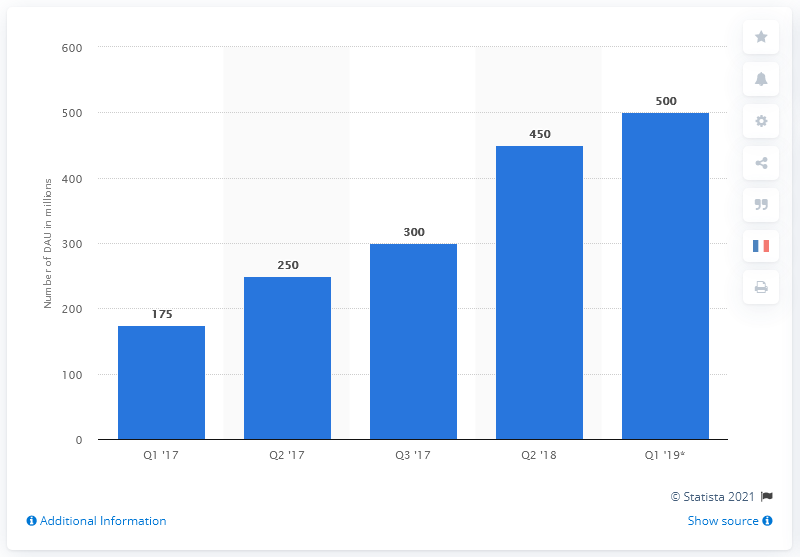 600
500
400
300
200
100
0
Number of DAU in millions
175
250
300
450
500
Q1 '17
Q2 '17
Q3 '17
Q2 '18
Q1 '19*
© Statista 2021
Additional Information
Show source